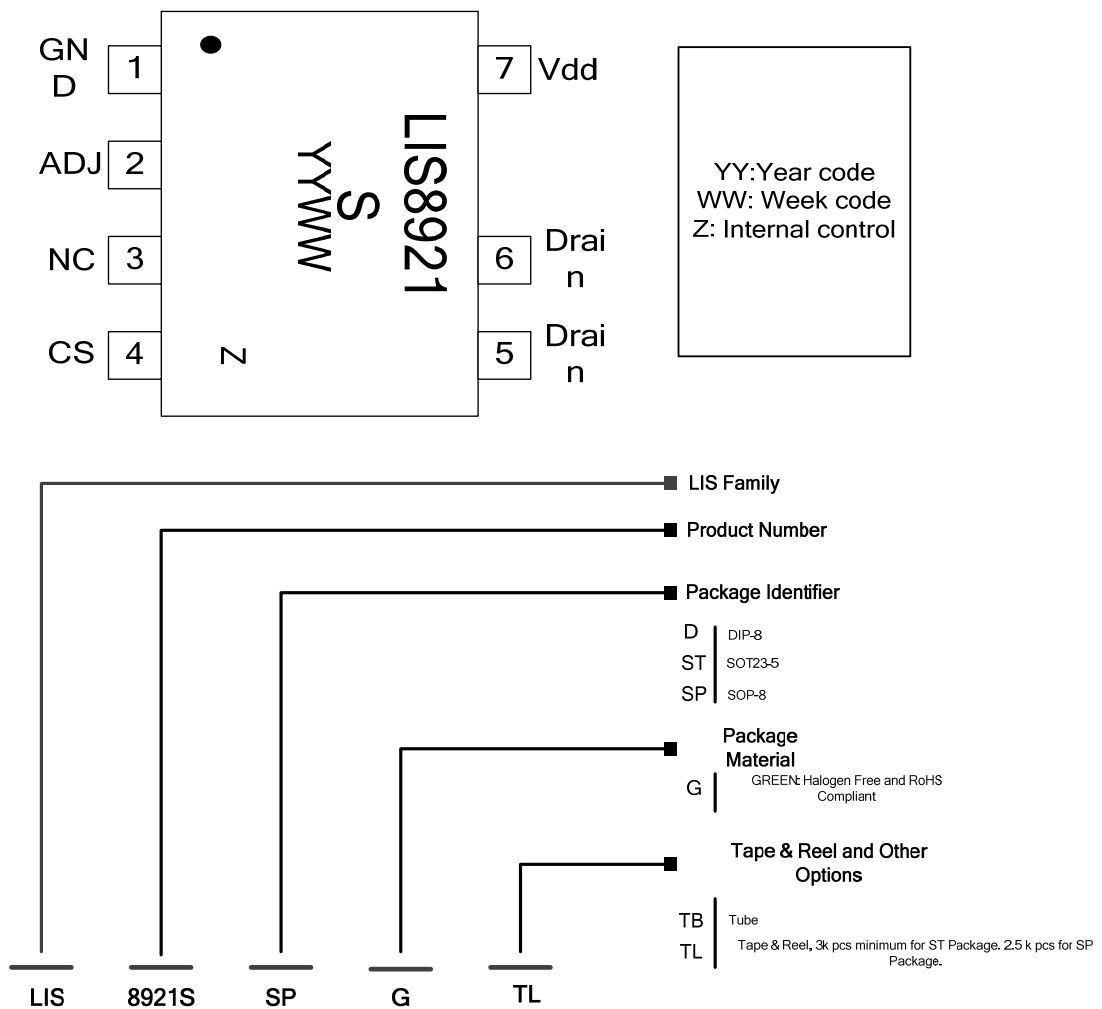 GN
D
1
7
Vdd
ADJ
2
NC
3
6
Drai
n
CS
4
5
Drai
n
LIS8921
S
YYWW
Z
YY:Year code
WW: Week code
Z: Internal control
LIS Family
Product Number
Package Identifier
D DIP-8
ST SOT23-5
SP SOP-8
Package
Material
G GREEN: Halogen Free and RoHS
Compliant
Tape & Reel and Other
Options
TB Tube
TL Tape & Reel, 3k pcs minimum for ST Package. 2.5 k pcs for SP
Package.
LIS 8921S SP G TL